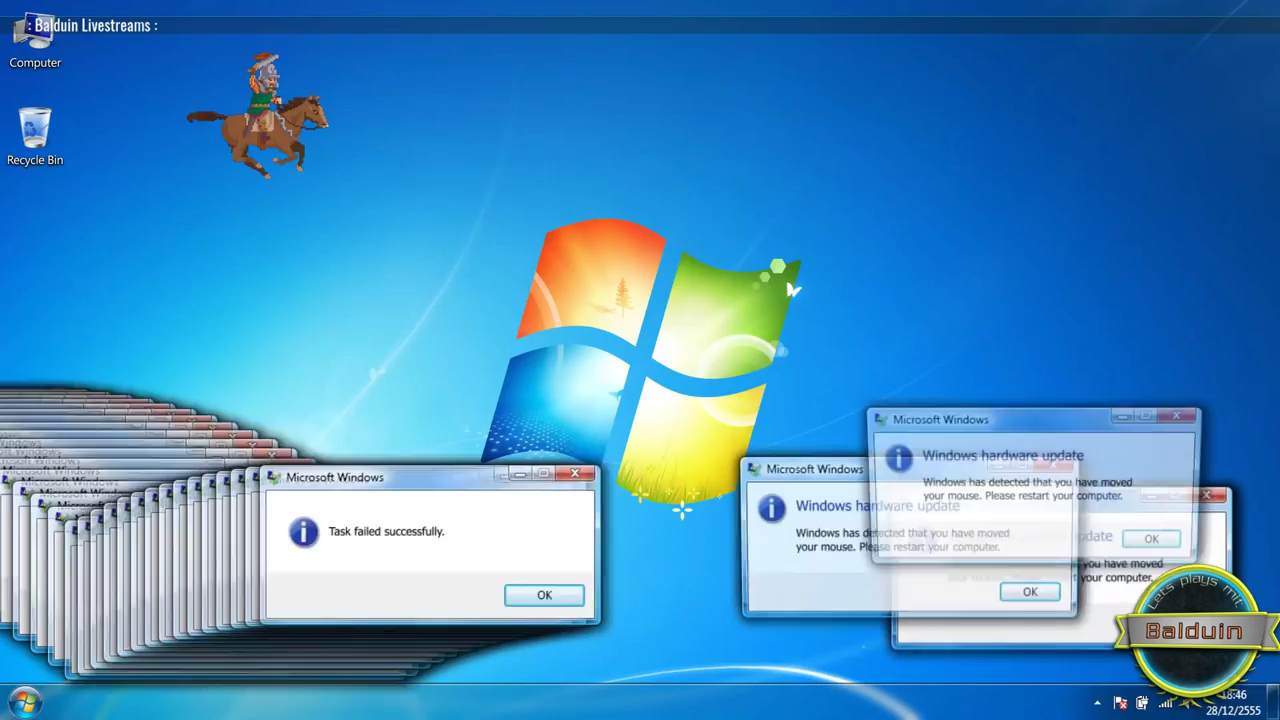 : Balduin Livestreams :
Computer
Recycle Bin
Microsoft Windows
Task failed successfully.
OK
Microsoft Windows
Windows hardware update
Windows has detected that you have moved
your mouse. Please restart your computer.
OK
Microsoft Windows
Windows hardware update
Windows has detected that you have moved
your mouse. Please restart your computer.
OK
update
you have moved
your computer.
Lets plays mit
Balduin
18:46
28/12/2555